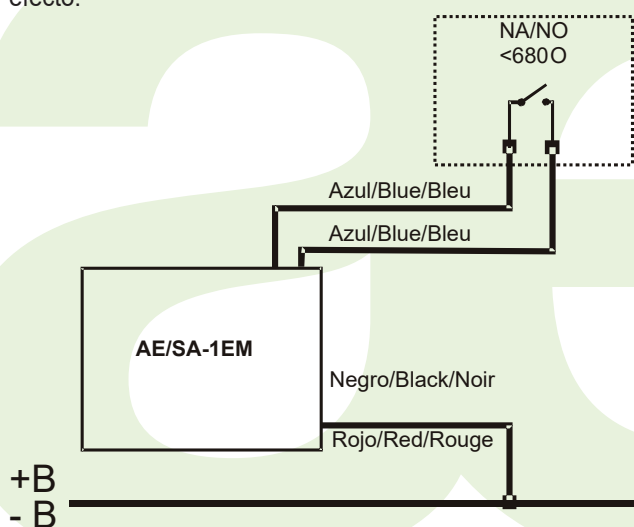 efecto.
NA/NO
<680O
Azul/Blue/Bleu
Azul/Blue/Bleu
AE/SA-1EM
Negro/Black/Noir
Rojo/Red/Rouge
+B
- B